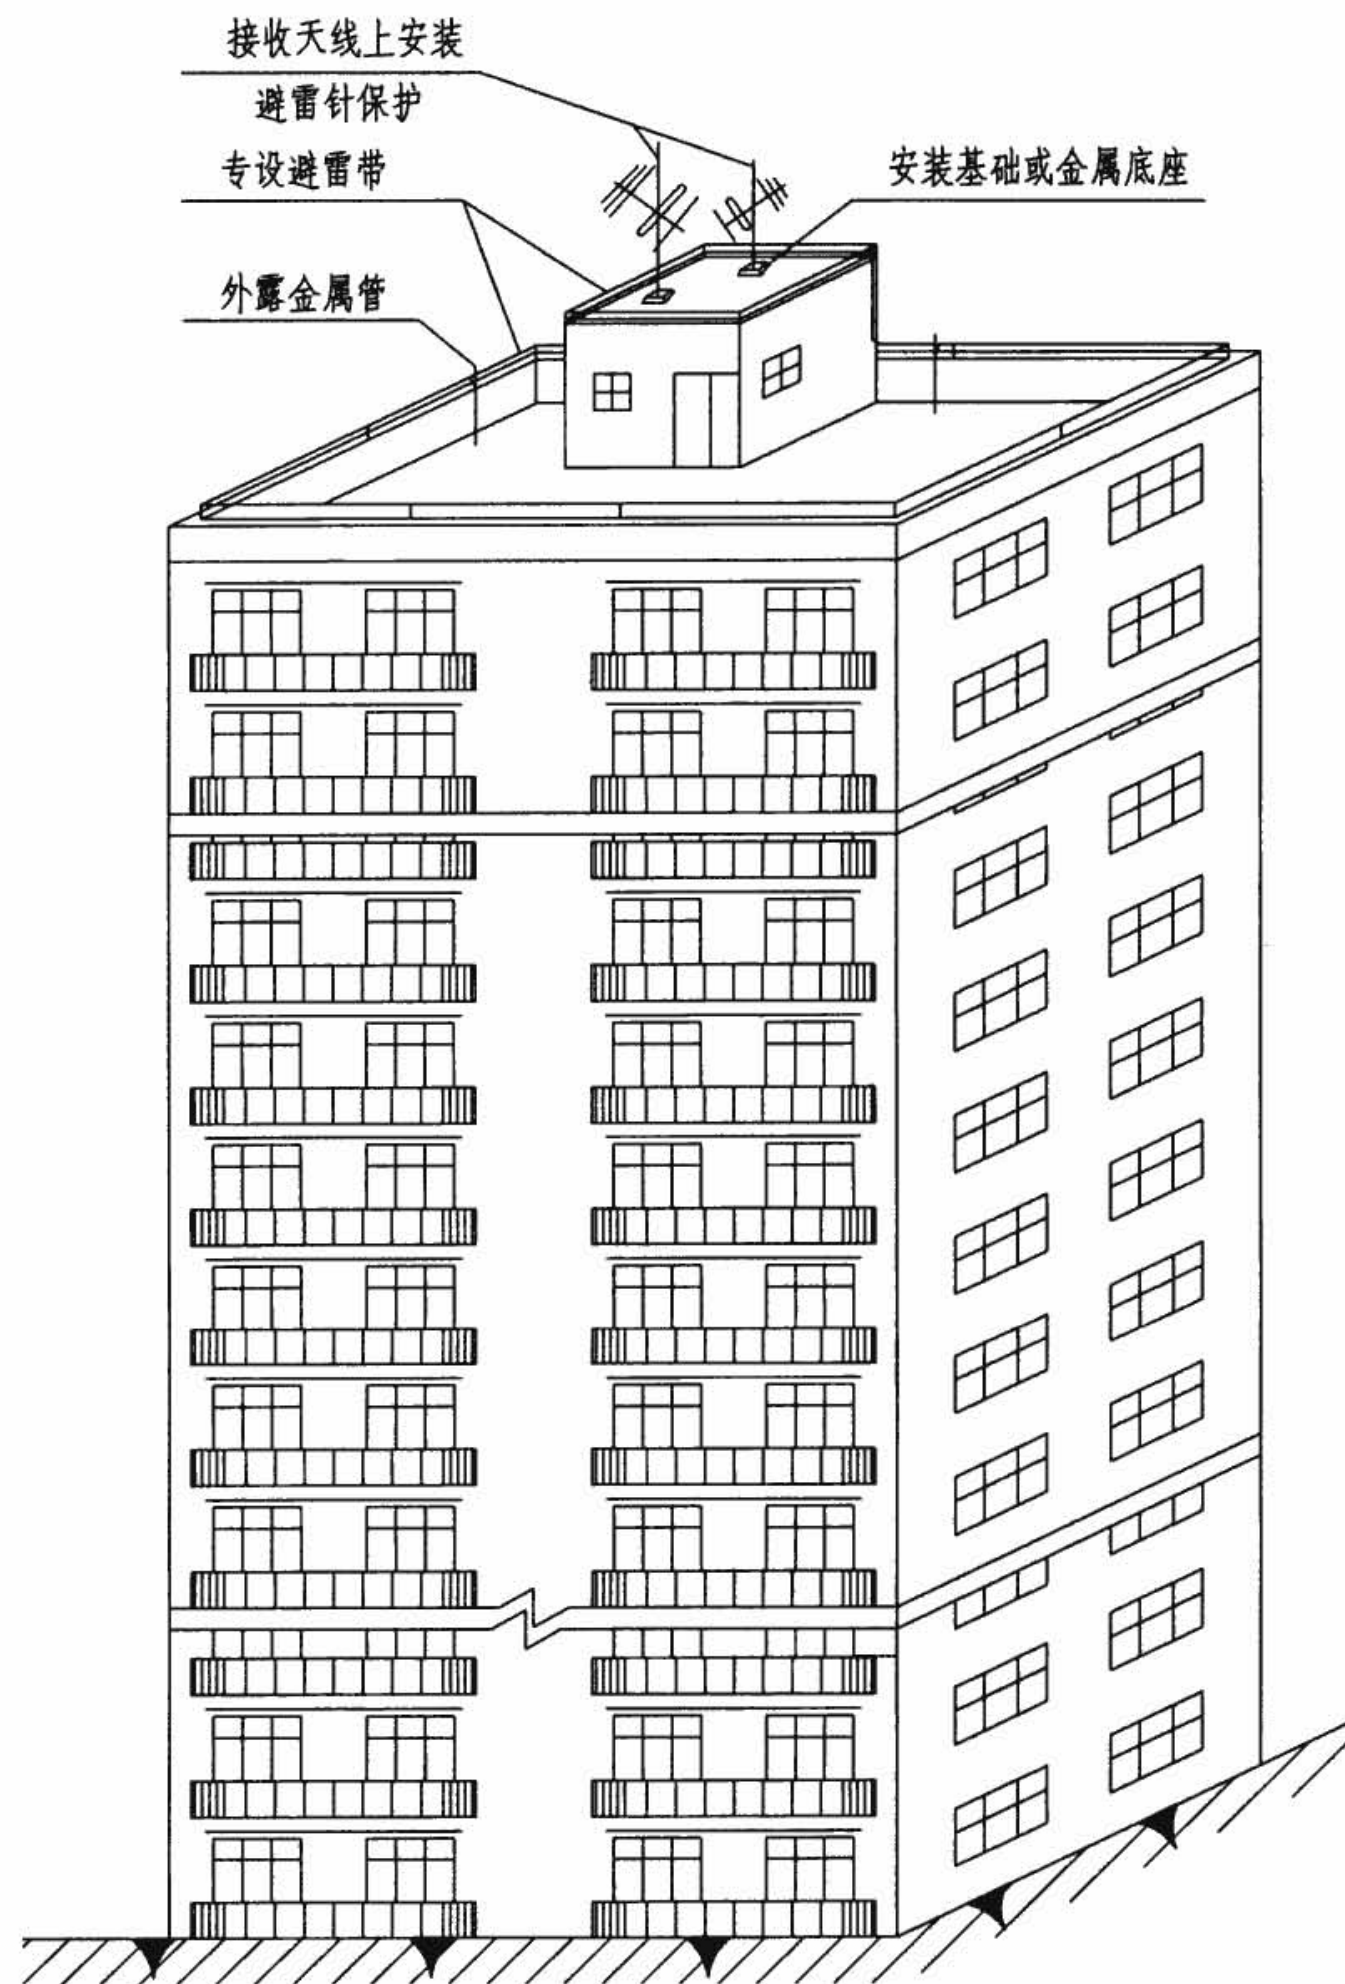 接收天线上安装
避雷针保护
专设避雷带
安装基础或金属底座
外露金属管